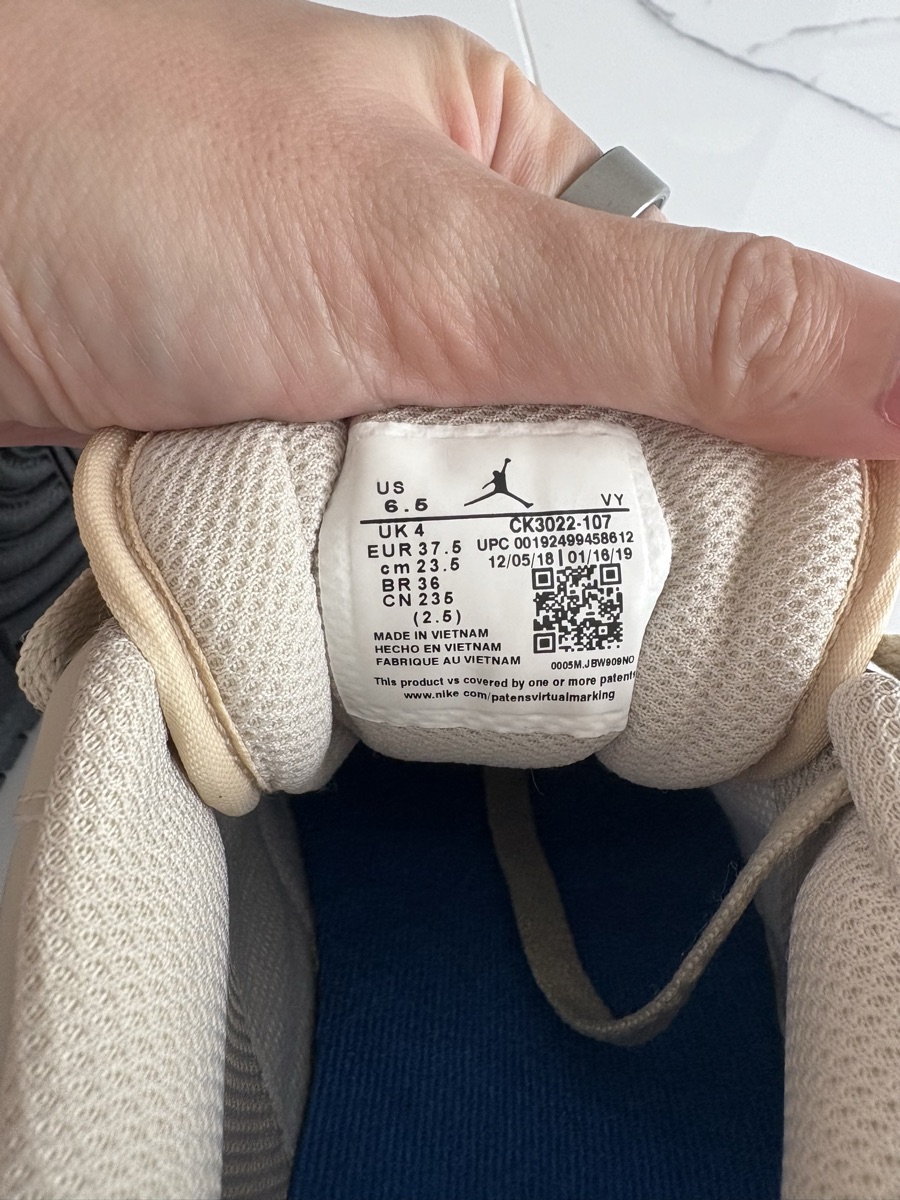 US
6.5
VY
UK 4
CK3022-107
EUR 37.5
UPC 00192499458612
cm 23.5
12/05/18 | 01/16/19
BR 36
CN 235
(2.5)
MADE IN VIETNAM
HECHO EN VIETNAM
FABRIQUE AU VIETNAM
0005M.JBW909NO
This product vs covered by one or more patents
www.nike com/patensvirtualmarking